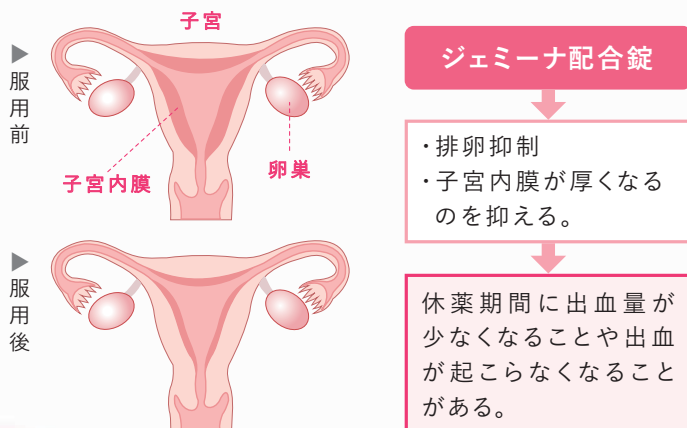 ▶服用前
子宮
子宮内膜
卵巣
▶服用後
ジェミーナ配合錠
・排卵抑制
・子宮内膜が厚くなる
のを抑える。
休薬期間に出血量が
少なくなることや出血
が起こらなくなること
がある。